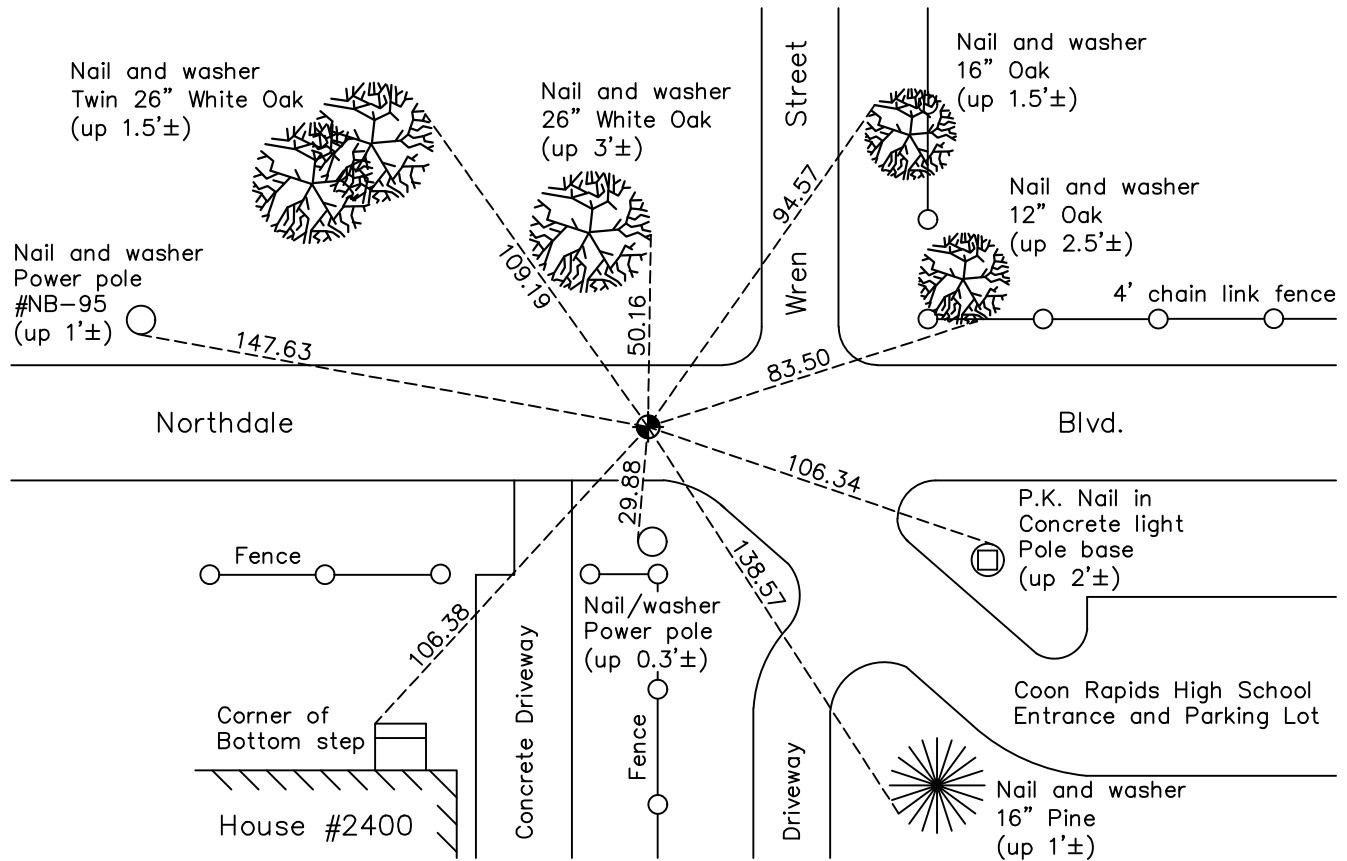 Nail and washer
Twin 26” White Oak
(up 1.5’±)
Nail and washer
26” White Oak
(up 3’±)
Wren Street
Nail and washer
16” Oak
(up 1.5’±)
Nail and washer
12” Oak
(up 2.5’±)
4’ chain link fence
Nail and washer
Power pole
#NB-95
(up 1’±)
147.63
109.19
50.16
94.57
83.50
Northdale
Blvd.
29.88
106.34
138.57
106.38
P.K. Nail in
Concrete light
Pole base
(up 2’±)
Fence
Nail/washer
Power pole
(up 0.3’±)
Concrete Driveway
Fence
Driveway
Coon Rapids High School
Entrance and Parking Lot
Corner of
Bottom step
House #2400
Nail and washer
16” Pine
(up 1’±)